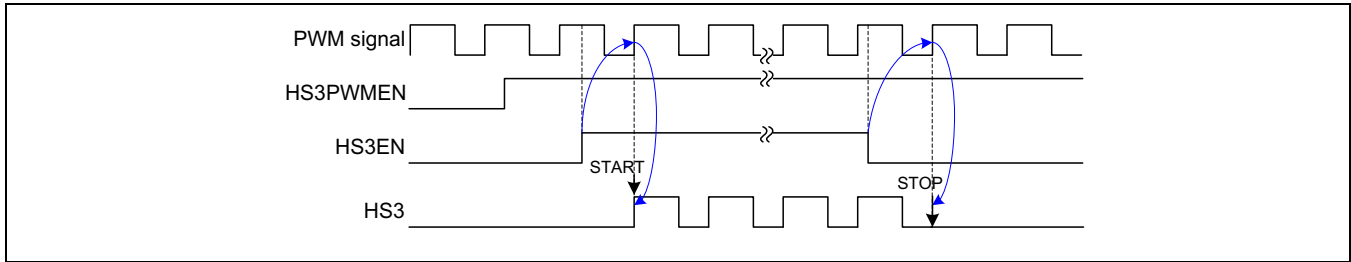 PWM signal
HS3PWMEN
HS3EN
START
STOP
HS3